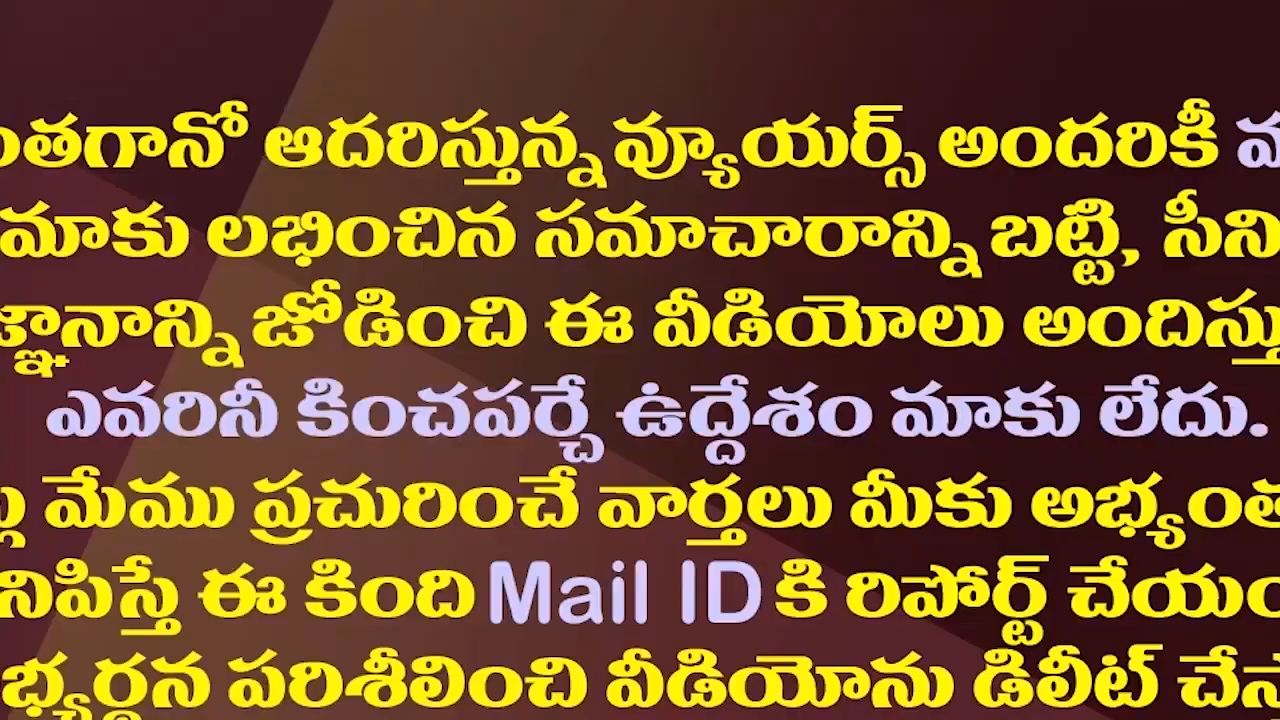 ంతగానో ఆదరిస్తున్న వ్యూయర్స్ అందరికీ
మాకు లభించిన సమాచారాన్ని బట్టి, సినీ
జ్ఞానాన్ని జోడించి ఈ వీడియోలు అందిస్తు
ఎవరినీ కించపర్చే ఉద్దేశం మాకు లేదు.
మేము ప్రచురించే వార్తలు మీకు అభ్యంత
నిపిస్తే ఈ కింది Mail ID కి రిపోర్ట్ చేయం
భ్యర్థన పరిశీలించి వీడియోను డిలీట్ చేస